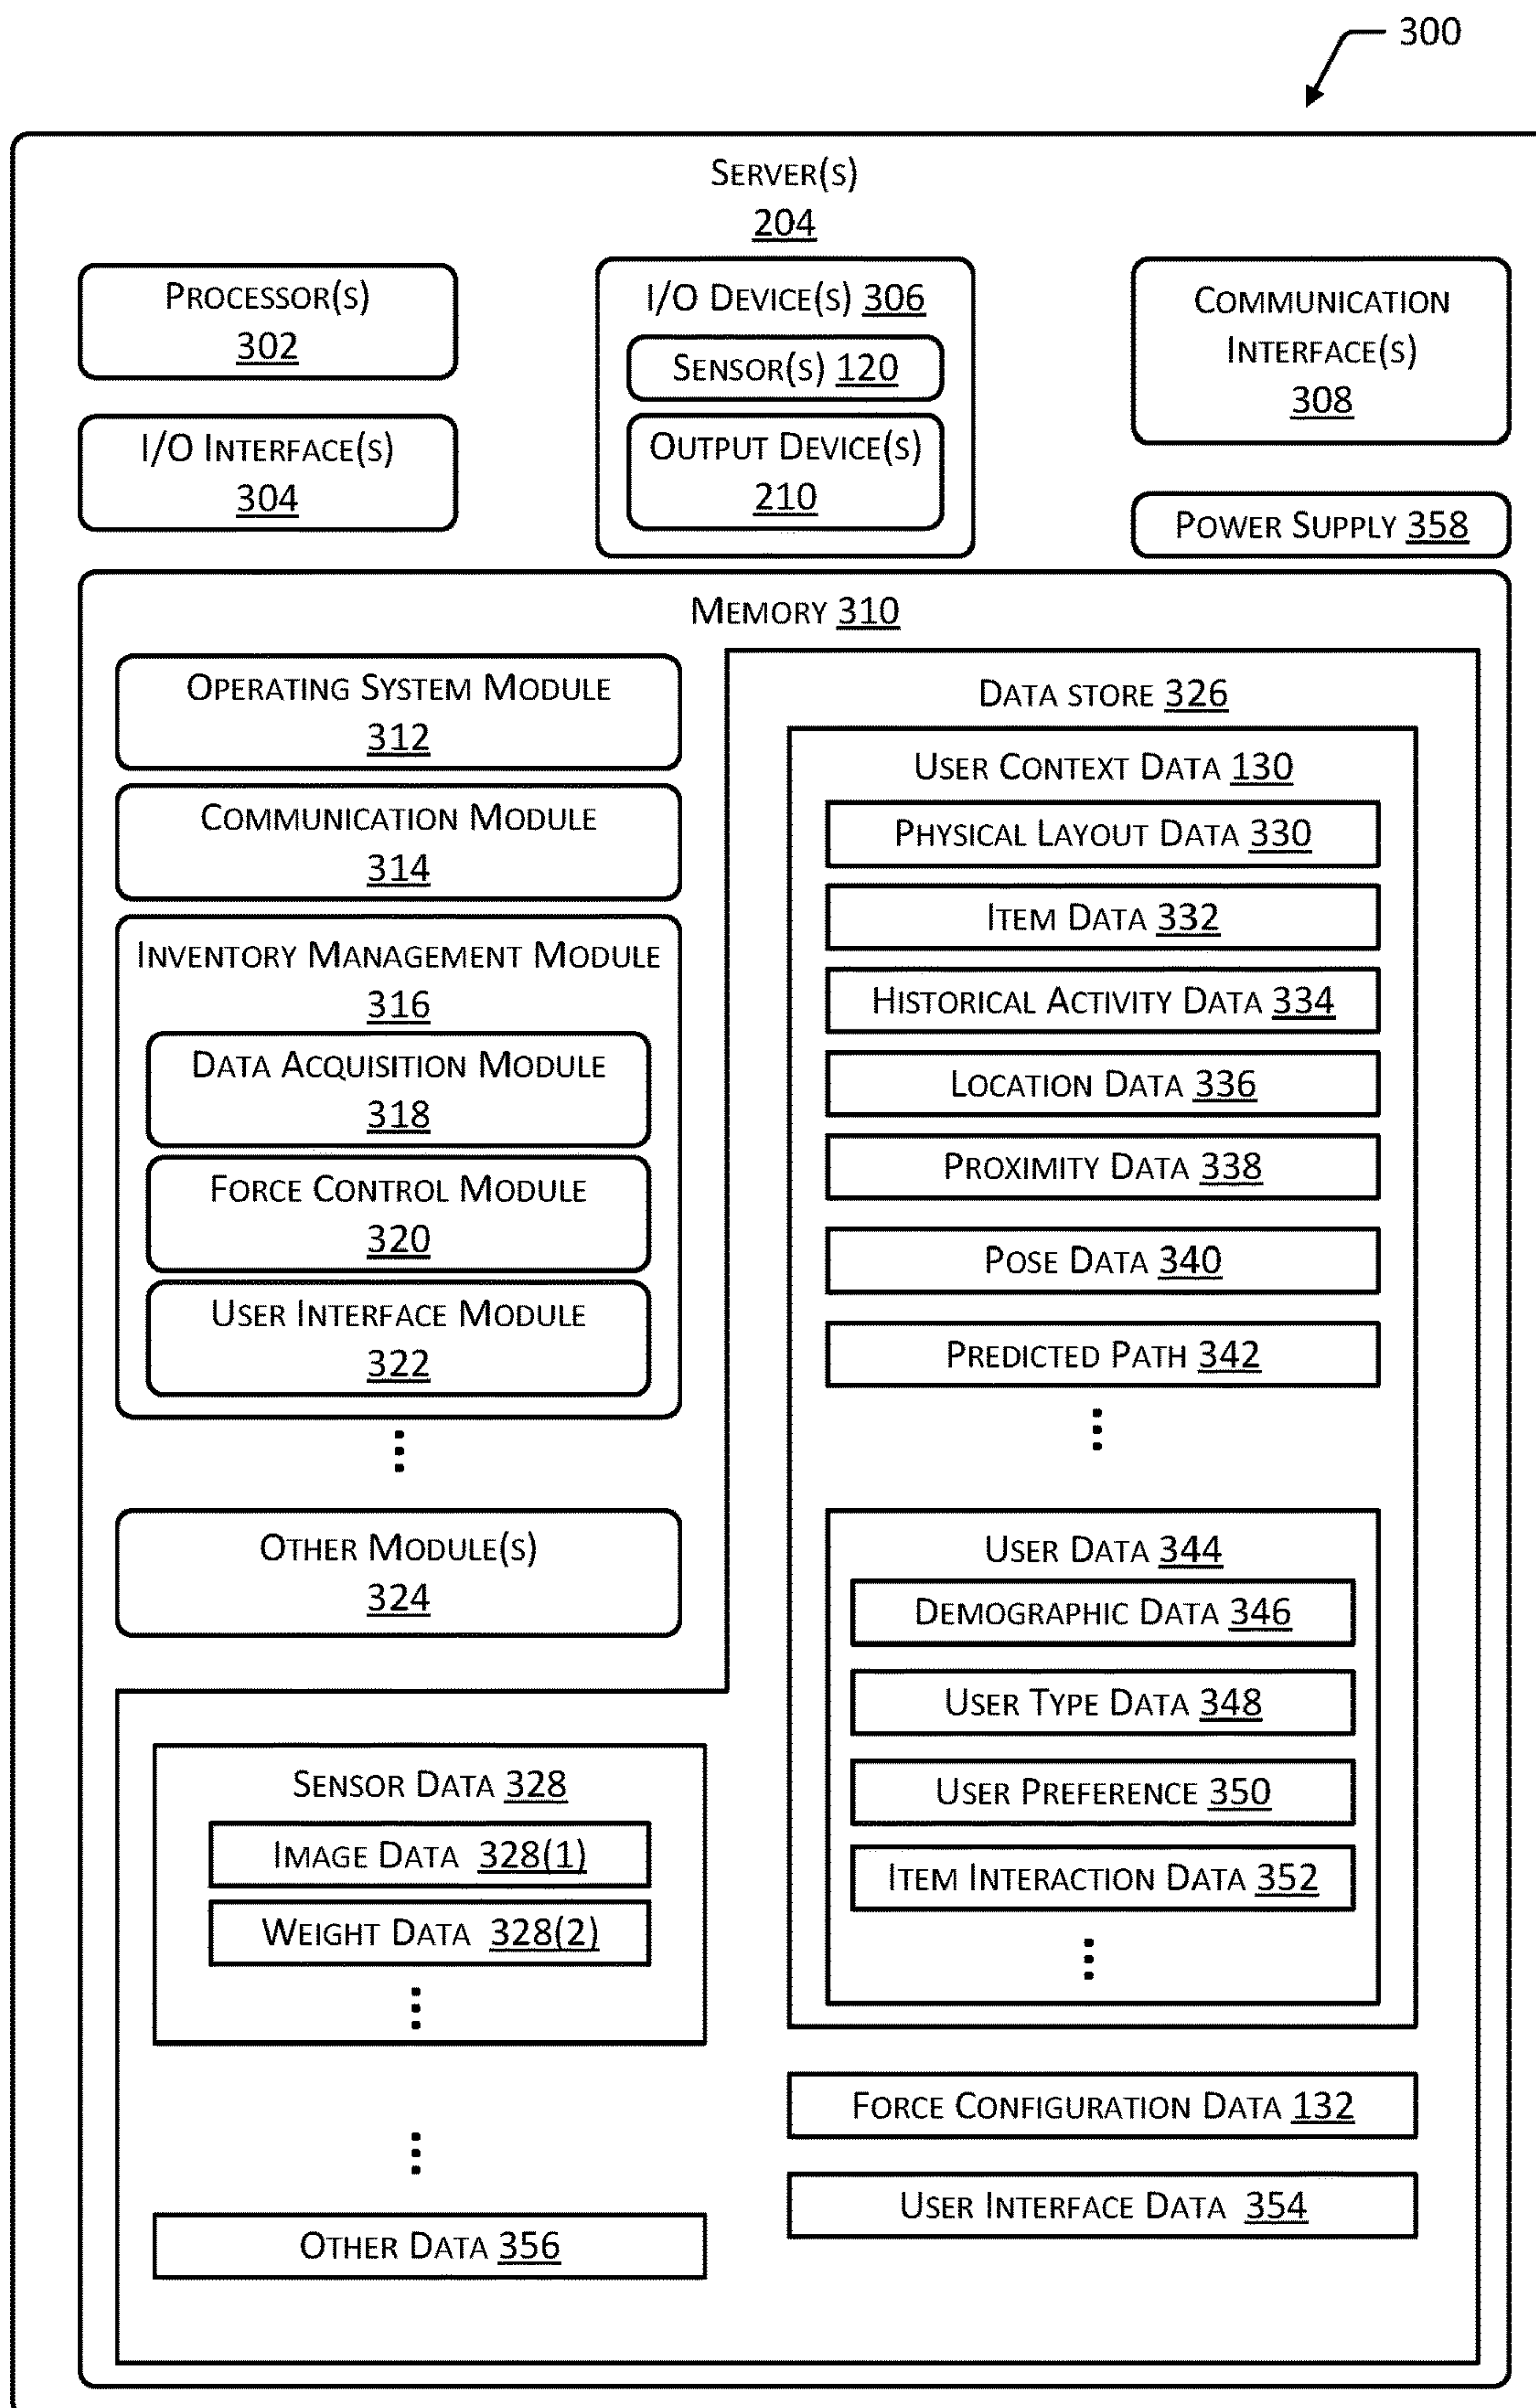 300
SERVER(S)
204
PROCESSOR(S)
302
I/O INTERFACE(S)
304
I/O DEVICE(S) 306
SENSOR(S) 120
OUTPUT DEVICE(S)
210
COMMUNICATION
INTERFACE(S)
308
POWER SUPPLY 358
MEMORY 310
OPERATING SYSTEM MODULE
312
COMMUNICATION MODULE
314
INVENTORY MANAGEMENT MODULE
316
DATA ACQUISITION MODULE
318
FORCE CONTROL MODULE
320
USER INTERFACE MODULE
322
OTHER MODULE(S)
324
DATA STORE 326
USER CONTEXT DATA 130
PHYSICAL LAYOUT DATA 330
ITEM DATA 332
HISTORICAL ACTIVITY DATA 334
LOCATION DATA 336
PROXIMITY DATA 338
POSE DATA 340
PREDICTED PATH 342
USER DATA 344
DEMOGRAPHIC DATA 346
USER TYPE DATA 348
USER PREFERENCE 350
ITEM INTERACTION DATA 352
SENSOR DATA 328
IMAGE DATA 328(1)
WEIGHT DATA 328(2)
OTHER DATA 356
FORCE CONFIGURATION DATA 132
USER INTERFACE DATA 354